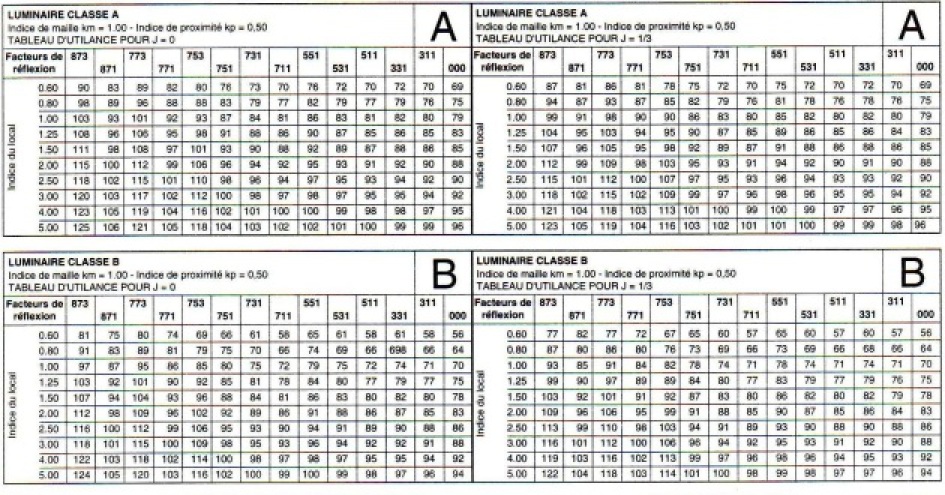 LUMINAIRE CLASSE A
Indice de maille km = 1.00 - Indice de proximité kp = 0,50
TABLEAU D'UTILANCE POUR J = 0
A
Facteurs de 873 773 753 731 551 511 311
réflexion 871 771 751 711 531 331 000
Indice du local
0.60 90 83 89 82 80 76 73 70 76 72 70 72 70 69
0.80 98 89 96 88 88 83 79 77 82 79 77 79 76 75
1.00 103 93 101 92 93 87 84 81 86 83 81 82 80 79
1.25 108 96 106 95 98 91 88 86 90 87 85 86 85 83
1.50 111 98 108 97 101 93 90 88 92 89 87 88 86 85
2.00 115 100 112 99 106 96 94 92 95 93 91 92 90 88
2.50 118 102 115 101 110 98 96 94 97 95 93 94 92 90
3.00 120 103 117 102 112 100 98 97 98 97 95 95 94 92
4.00 123 105 119 104 116 102 101 100 100 99 98 98 97 95
5.00 125 106 121 105 118 104 103 102 102 101 100 99 99 96
LUMINAIRE CLASSE A
Indice de maille km = 1.00 - Indice de proximité kp = 0,50
TABLEAU D'UTILANCE POUR J = 1/3
A
Facteurs de 873 773 753 731 551 511 311
réflexion 871 771 751 711 531 331 000
Indice du local
0.60 87 81 86 81 78 75 72 70 75 72 70 72 70 69
0.80 94 87 93 87 85 82 79 76 81 78 76 78 76 75
1.00 99 91 98 90 90 86 83 80 85 82 80 82 80 79
1.25 104 95 103 94 95 90 87 85 89 86 85 86 84 83
1.50 107 96 105 95 98 92 89 87 91 88 86 88 86 85
2.00 112 99 109 98 103 95 93 91 94 92 90 91 90 88
2.50 115 101 112 100 107 97 95 93 96 94 93 93 92 90
3.00 118 102 115 102 109 99 97 96 98 96 95 95 94 92
4.00 121 104 118 103 113 101 100 99 100 99 97 97 96 95
5.00 123 105 119 104 116 103 102 101 101 100 99 99 98 96
LUMINAIRE CLASSE B
Indice de maille km = 1.00 - Indice de proximité kp = 0,50
TABLEAU D'UTILANCE POUR J = 0
B
Facteurs de 873 773 753 731 551 511 311
réflexion 871 771 751 711 531 331 000
Indice du local
0.60 81 75 80 74 69 66 61 58 65 61 58 61 58 56
0.80 91 83 89 81 79 75 70 66 74 69 66 698 66 64
1.00 97 87 95 86 85 80 75 72 79 75 72 74 71 70
1.25 103 92 101 90 92 85 81 78 84 80 77 79 77 75
1.50 107 94 104 93 96 88 84 81 86 83 80 82 80 78
2.00 112 98 109 96 102 92 89 86 91 88 86 87 85 83
2.50 116 100 112 99 106 95 93 90 94 91 89 90 88 86
3.00 118 101 115 100 109 98 95 93 96 94 92 92 91 88
4.00 122 103 118 102 114 100 98 97 98 97 95 95 94 92
5.00 124 105 120 103 116 102 100 99 100 99 98 97 96 94
LUMINAIRE CLASSE B
Indice de maille km = 1.00 - Indice de proximité kp = 0,50
TABLEAU D'UTILANCE POUR J = 1/3
B
Facteurs de 873 773 753 731 551 511 311
réflexion 871 771 751 711 531 331 000
Indice du local
0.60 77 82 77 72 67 65 60 57 65 60 57 60 57 56
0.80 87 80 86 80 76 73 69 66 73 69 66 68 66 64
1.00 93 85 91 84 82 78 74 71 78 74 71 74 71 70
1.25 99 90 97 89 89 84 80 77 83 79 77 79 76 75
1.50 103 92 101 91 92 87 83 80 86 82 80 82 79 78
2.00 109 96 106 95 99 91 88 85 90 87 85 86 84 83
2.50 113 99 110 98 103 94 91 89 93 90 88 90 88 86
3.00 116 101 112 100 106 96 94 92 95 93 91 92 90 88
4.00 119 103 116 102 113 99 97 96 98 96 94 95 93 92
5.00 122 104 118 103 114 101 100 98 99 98 97 97 96 94